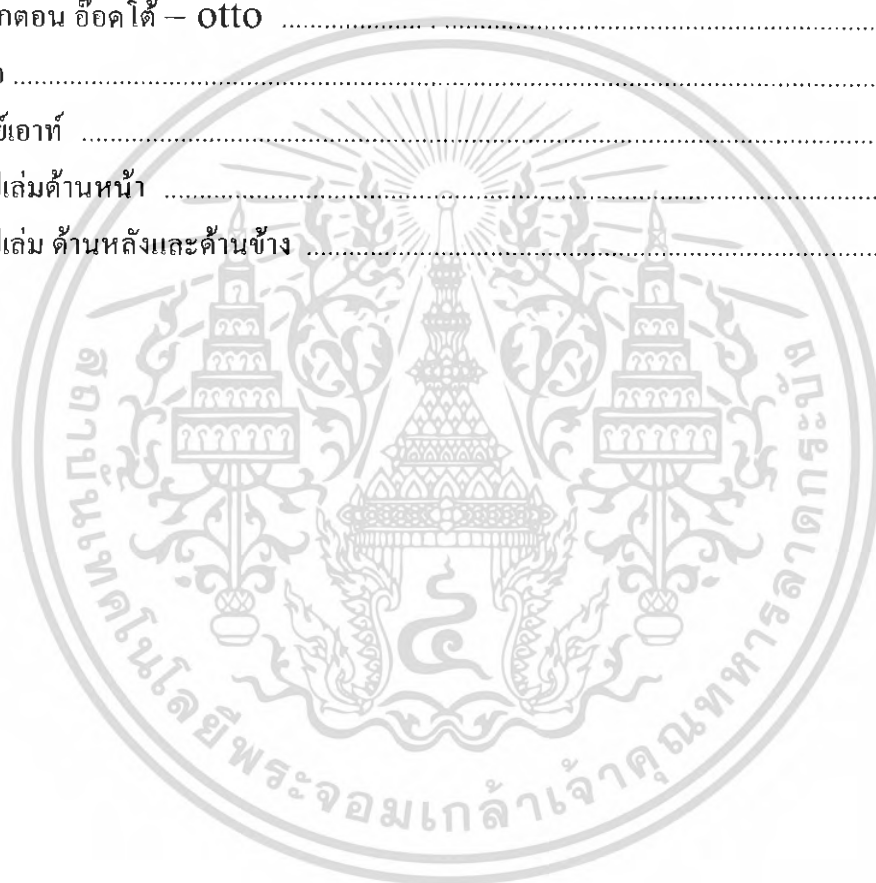 กตอน อ๊อคโต้ – otto ................................................
................................................
ย์เอาท์ ................................................
เล่มด้านหน้า ................................................
เล่ม ด้านหลังและด้านข้าง ................................................
สถาบันเทคโนโลยีพระจอมเกล้าเจ้าคุณทหารลาดกระบัง
๔